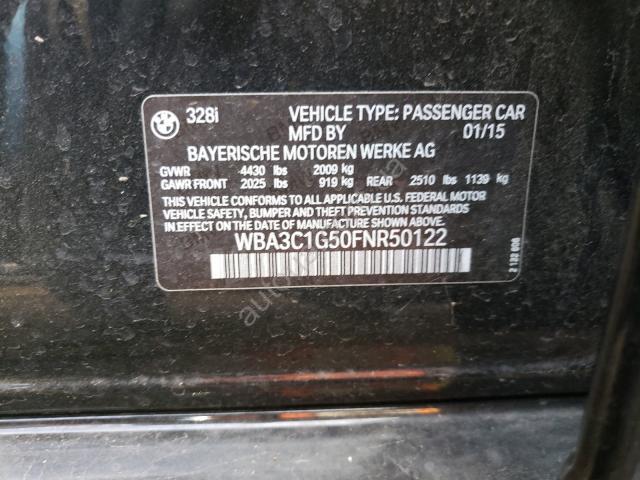 328i VEHICLE TYPE: PASSENGER CAR
MFD BY 01/15
BAYERISCHE MOTOREN WERKE AG
GVWR 4430 lbs 2009 kg
GAWR FRONT 2025 lbs 919 kg REAR 2510 lbs 1139 kg
THIS VEHICLE CONFORMS TO ALL APPLICABLE U.S. FEDERAL MOTOR
VEHICLE SAFETY, BUMPER AND THEFT PREVENTION STANDARDS
IN EFFECT ON THE DATE OF MANUFACTURE SHOWN ABOVE.
WBA3C1G50FNR50122